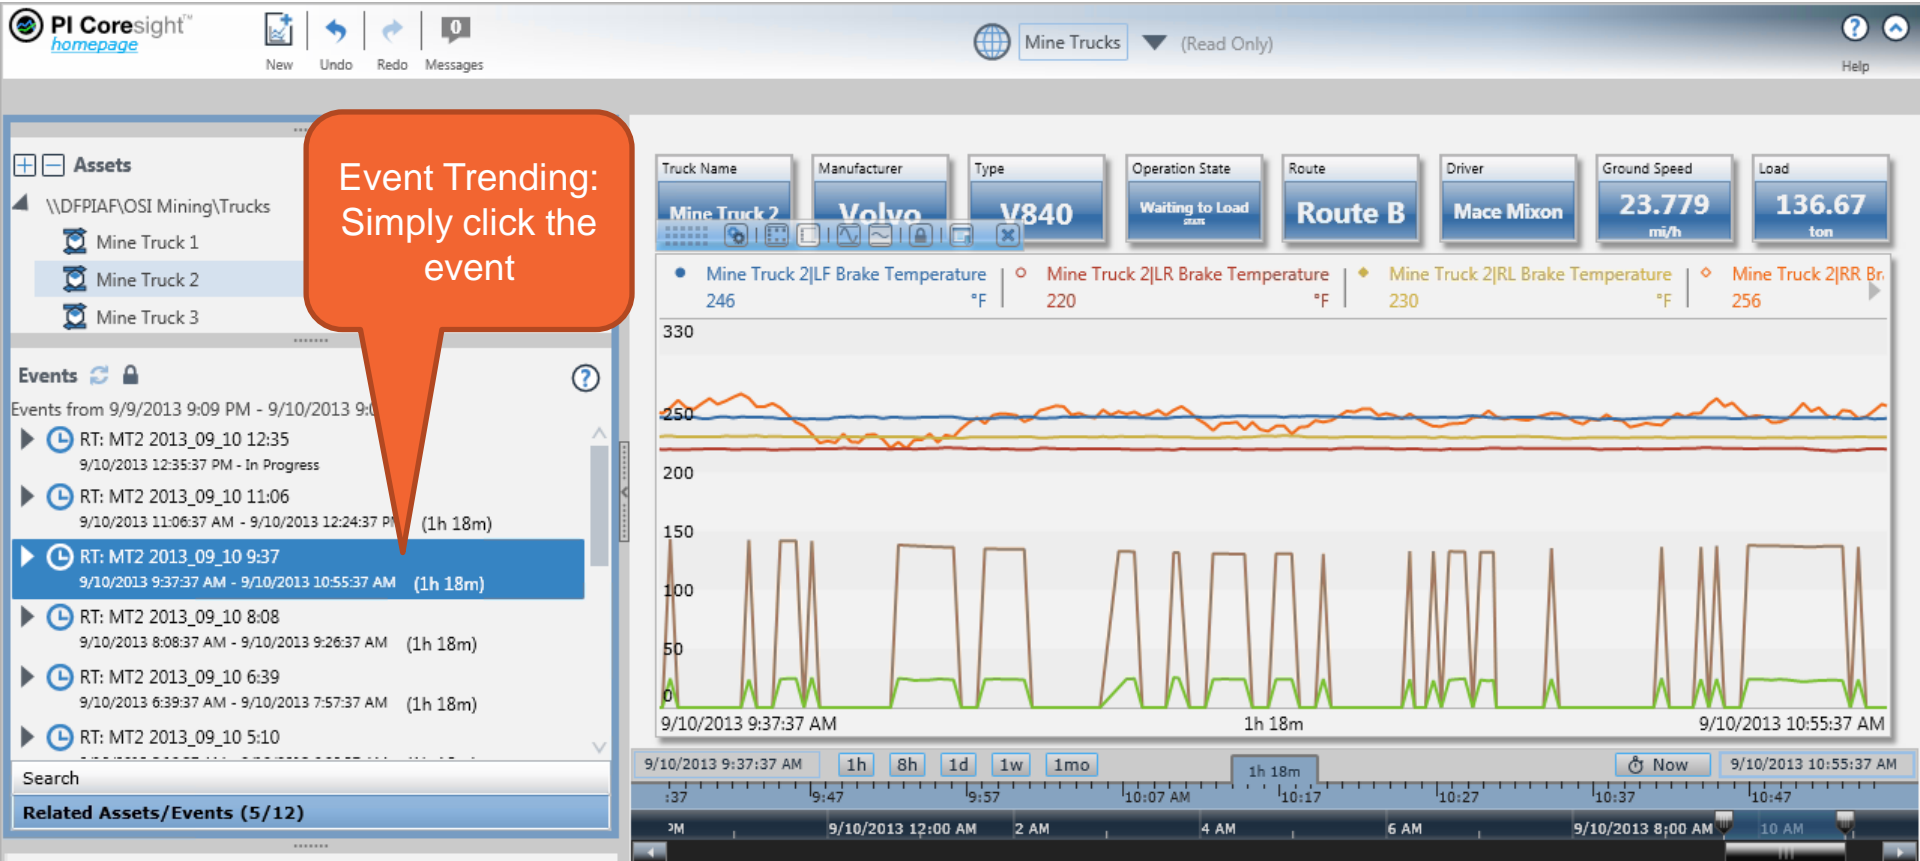 PI Coresight™
homepage
New
Undo
Redo
0
Messages
Mine Trucks
(Read Only)
?
Help
Assets
\\DFPIAF\OSI Mining\Trucks
Mine Truck 1
Mine Truck 2
Mine Truck 3
Event Trending:
Simply click the
event
Events
?
Events from 9/9/2013 9:09 PM - 9/10/2013 9:0
RT: MT2 2013_09_10 12:35
9/10/2013 12:35:37 PM - In Progress
RT: MT2 2013_09_10 11:06
9/10/2013 11:06:37 AM - 9/10/2013 12:24:37 P (1h 18m)
RT: MT2 2013_09_10 9:37
9/10/2013 9:37:37 AM - 9/10/2013 10:55:37 AM (1h 18m)
RT: MT2 2013_09_10 8:08
9/10/2013 8:08:37 AM - 9/10/2013 9:26:37 AM (1h 18m)
RT: MT2 2013_09_10 6:39
9/10/2013 6:39:37 AM - 9/10/2013 7:57:37 AM (1h 18m)
RT: MT2 2013_09_10 5:10
Search
Related Assets/Events (5/12)
Truck Name
Mine Truck 2
Manufacturer
Volvo
Type
V840
Operation State
Waiting to Load
STATE
Route
Route B
Driver
Mace Mixon
Ground Speed
23.779
mi/h
Load
136.67
ton
Mine Truck 2|LF Brake Temperature
246 °F
Mine Truck 2|LR Brake Temperature
220 °F
Mine Truck 2|RL Brake Temperature
230 °F
Mine Truck 2|RR Br
256
330
250
200
150
100
50
0
9/10/2013 9:37:37 AM 1h 18m 9/10/2013 10:55:37 AM
9/10/2013 9:37:37 AM 1h 8h 1d 1w 1mo 1h 18m Now 9/10/2013 10:55:37 AM
:37 9:47 9:57 10:07 AM 10:17 10:27 10:37 10:47
PM 9/10/2013 12:00 AM 2 AM 4 AM 6 AM 9/10/2013 8:00 AM 10 AM